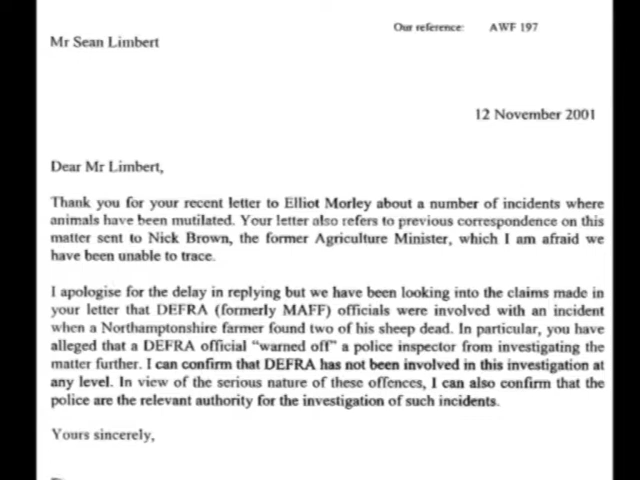 Our reference: AWF 197
Mr Sean Limbert
12 November 2001
Dear Mr Limbert,
Thank you for your recent letter to Elliot Morley about a number of incidents where
animals have been mutilated. Your letter also refers to previous correspondence on this
matter sent to Nick Brown, the former Agriculture Minister, which I am afraid we
have been unable to trace.
I apologise for the delay in replying but we have been looking into the claims made in
your letter that DEFRA (formerly MAFF) officials were involved with an incident
when a Northamptonshire farmer found two of his sheep dead. In particular, you have
alleged that a DEFRA official "warned off" a police inspector from investigating the
matter further. I can confirm that DEFRA has not been involved in this investigation at
any level. In view of the serious nature of these offences, I can also confirm that the
police are the relevant authority for the investigation of such incidents.
Yours sincerely,